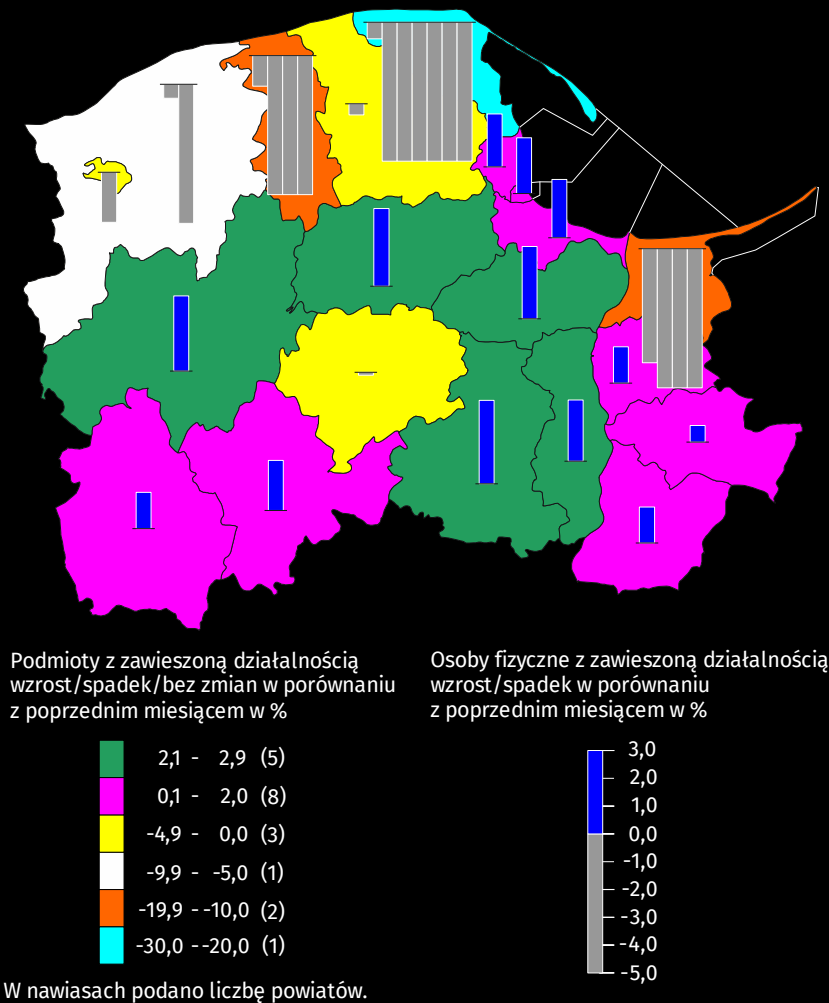 Podmioty z zawieszoną działalnością
wzrost/spadek/bez zmian w porównaniu
z poprzednim miesiącem w %
2,1 - 2,9 (5)
0,1 - 2,0 (8)
-4,9 - 0,0 (3)
-9,9 - -5,0 (1)
-19,9 - -10,0 (2)
-30,0 - -20,0 (1)
Osoby fizyczne z zawieszoną działalnością
wzrost/spadek w porównaniu
z poprzednim miesiącem w %
3,0
2,0
1,0
0,0
-1,0
-2,0
-3,0
-4,0
-5,0
W nawiasach podano liczbę powiatów.